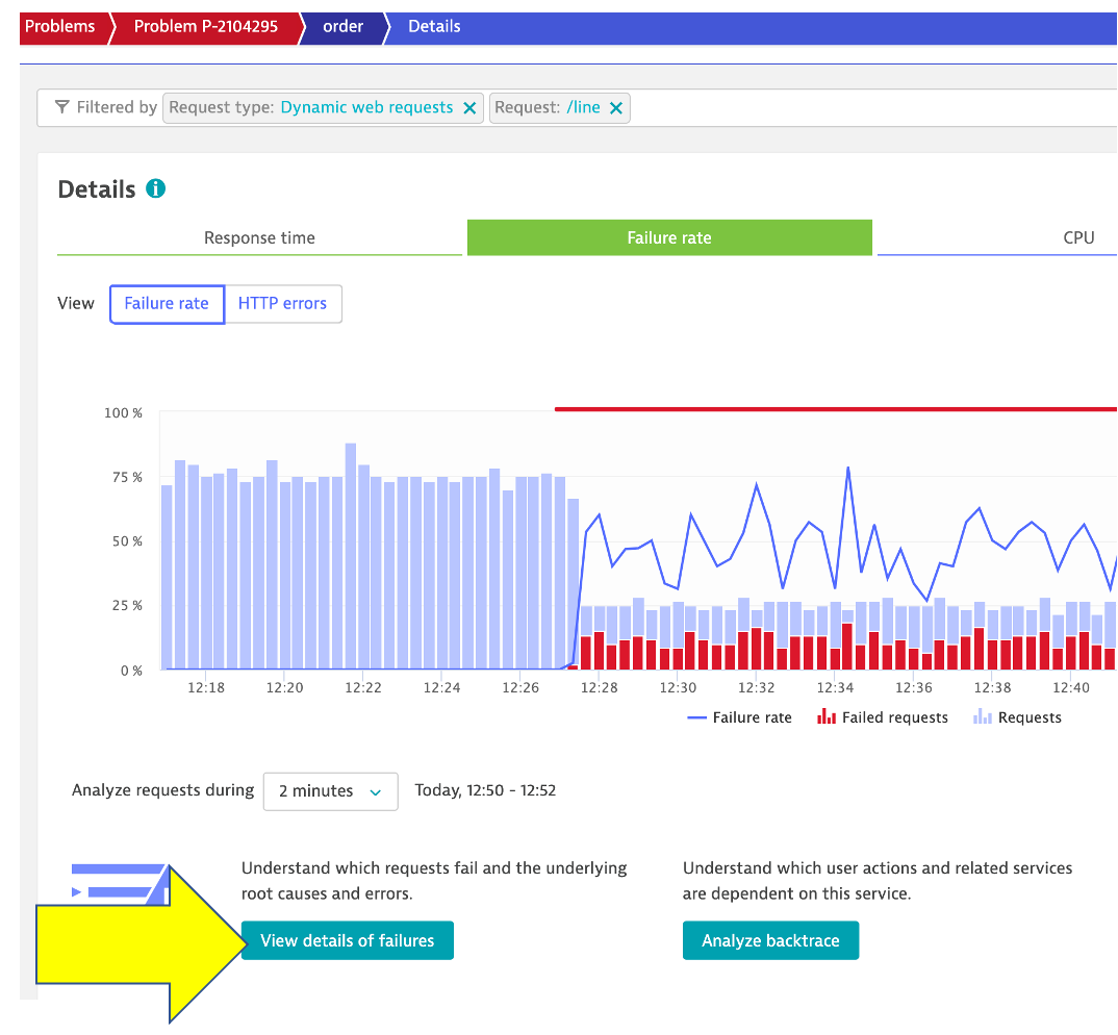 Problems Problem P-2104295 order Details
Filtered by Request type: Dynamic web requests Request: /line
Details
Response time Failure rate CPU
View Failure rate HTTP errors
100 %
75 %
50 %
25 %
0 %
12:18 12:20 12:22 12:24 12:26 12:28 12:30 12:32 12:34 12:36 12:38 12:40
Failure rate Failed requests Requests
Analyze requests during 2 minutes Today, 12:50 - 12:52
Understand which requests fail and the underlying
root causes and errors.
View details of failures
Understand which user actions and related services
are dependent on this service.
Analyze backtrace